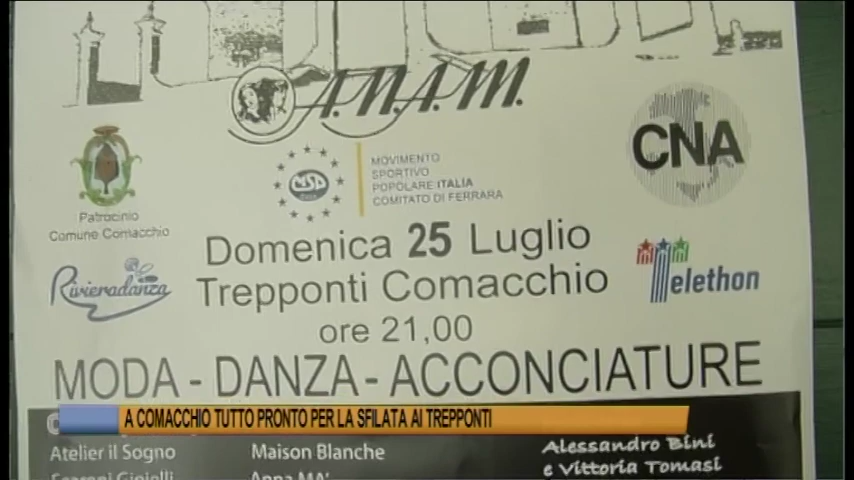 A.N.A.M.
CNA
MOVIMENTO
SPORTIVO
POPOLARE ITALIA
COMITATO DI FERRARA
Patrocinio
Comune Comacchio
Domenica 25 Luglio
Rivieradanza
Trepponti Comacchio
Telethon
ore 21,00
MODA - DANZA - ACCONCIATURE
A COMACCHIO TUTTO PRONTO PER LA SFILATA AI TREPPONTI
Atelier il Sogno
Maison Blanche
Alessandro Bini
e Vittoria Tomasi